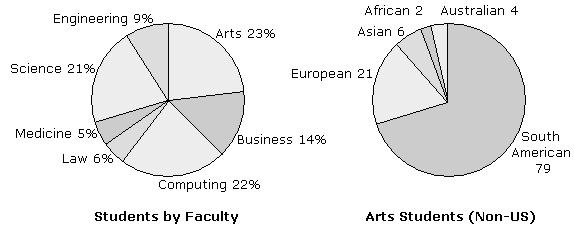 Engineering 9%
Arts 23%
Science 21%
Medicine 5%
Law 6%
Business 14%
Computing 22%
Students by Faculty
African 2
Australian 4
Asian 6
European 21
South
American
79
Arts Students (Non-US)